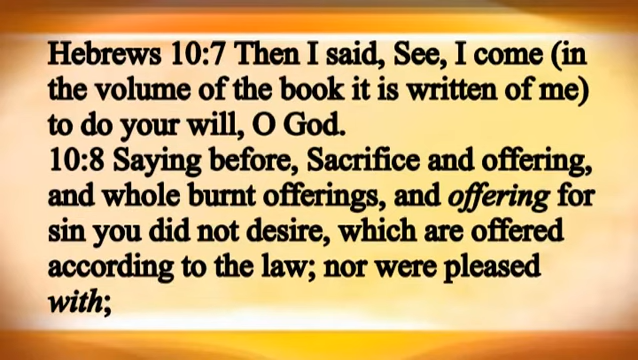 Hebrews 10:7 Then I said, See, I come (in
the volume of the book it is written of me)
to do your will, O God.
10:8 Saying before, Sacrifice and offering,
and whole burnt offerings, and offering for
sin you did not desire, which are offered
according to the law; nor were pleased
with;